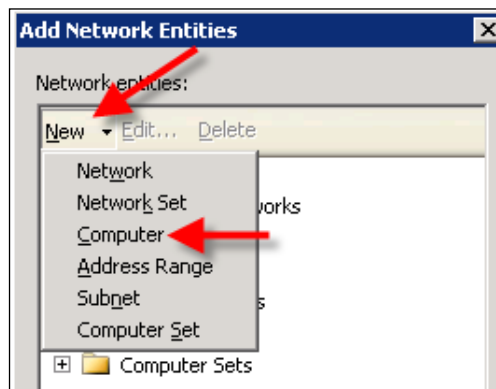 Add Network Entities
Network entities:
New Edit... Delete
Network
Network Set
Computer
Address Range
Subnet
Computer Set
Computer Sets